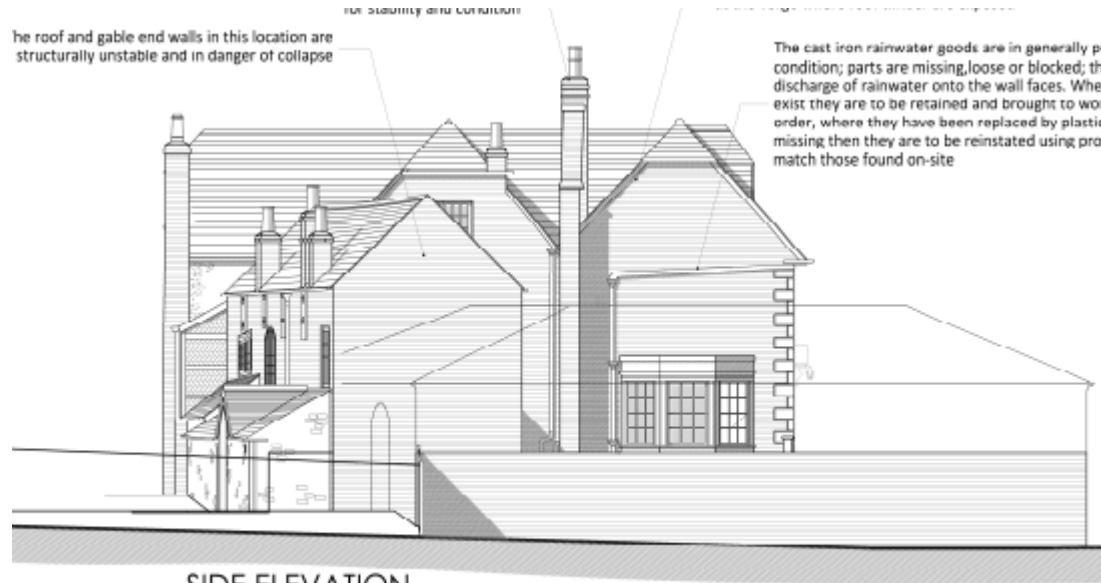 for stability and condition
he roof and gable end walls in this location are
structurally unstable and in danger of collapse
The cast iron rainwater goods are in generally p
condition; parts are missing,loose or blocked; th
discharge of rainwater onto the wall faces. Whe
exist they are to be retained and brought to wor
order, where they have been replaced by plastic
missing then they are to be reinstated using pro
match those found on-site
SIDE ELEVATION